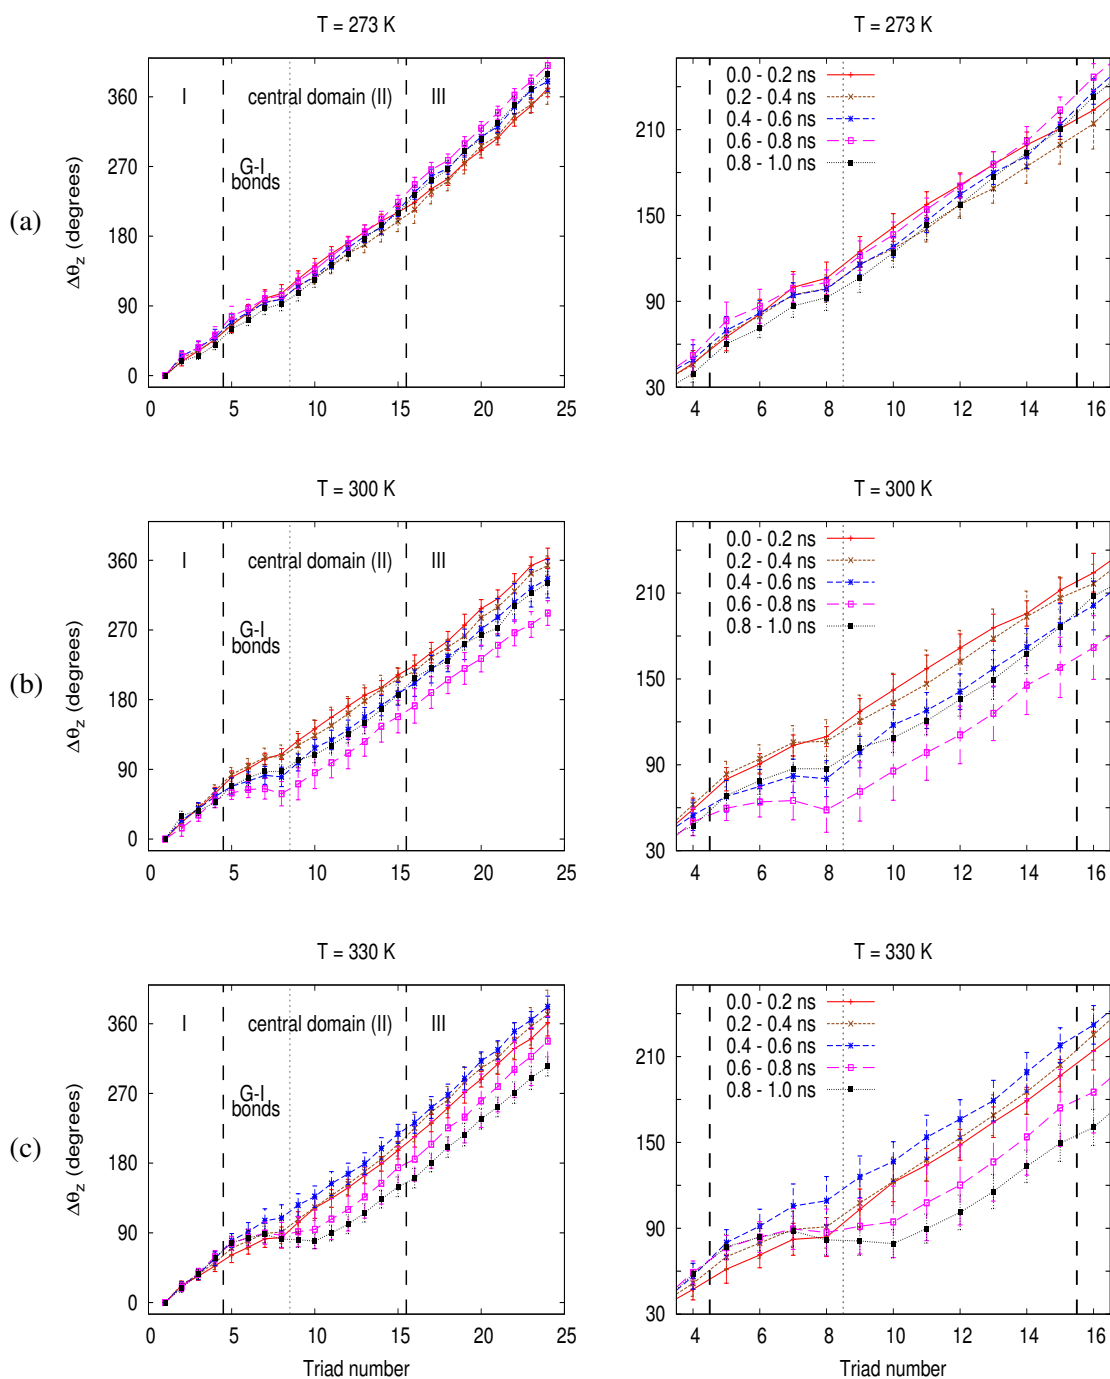 (a)
T = 273 K
Δθz (degrees)
I
central domain (II)
III
G-I
bonds
360
270
180
90
0
0 5 10 15 20 25
T = 273 K
0.0 - 0.2 ns
0.2 - 0.4 ns
0.4 - 0.6 ns
0.6 - 0.8 ns
0.8 - 1.0 ns
210
150
90
30
4 6 8 10 12 14 16
(b)
T = 300 K
Δθz (degrees)
I
central domain (II)
III
G-I
bonds
360
270
180
90
0
0 5 10 15 20 25
T = 300 K
0.0 - 0.2 ns
0.2 - 0.4 ns
0.4 - 0.6 ns
0.6 - 0.8 ns
0.8 - 1.0 ns
210
150
90
30
4 6 8 10 12 14 16
(c)
T = 330 K
Δθz (degrees)
I
central domain (II)
III
G-I
bonds
360
270
180
90
0
0 5 10 15 20 25
Triad number
T = 330 K
0.0 - 0.2 ns
0.2 - 0.4 ns
0.4 - 0.6 ns
0.6 - 0.8 ns
0.8 - 1.0 ns
210
150
90
30
4 6 8 10 12 14 16
Triad number